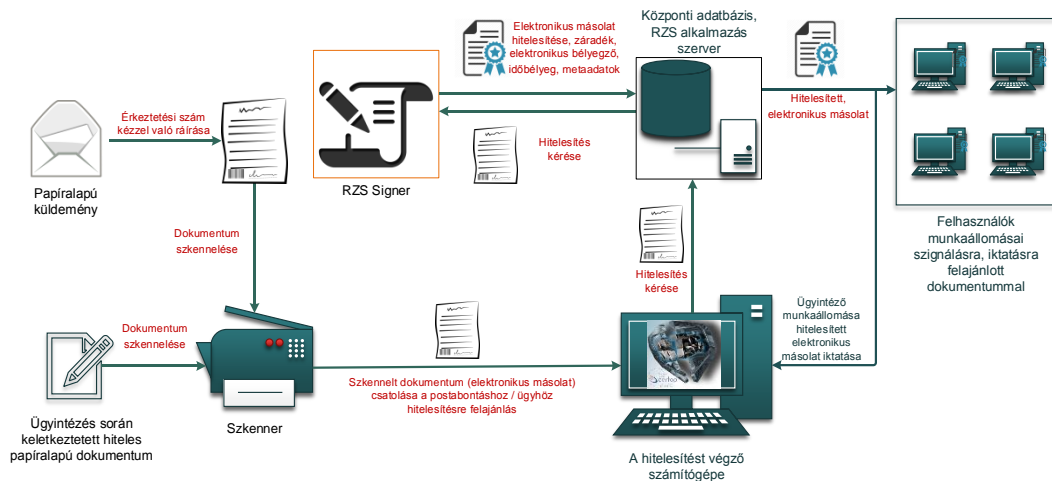 Papíralapú
küldemény
Érkeztetési szám
kézzel való ráírása
RZS Signer
Elektronikus másolat
hitelesítése, záradék,
elektronikus bélyegző,
időbélyeg, metaadatok
Hitelesítés
kérése
Központi adatbázis,
RZS alkalmazás
szerver
Hitelesített,
elektronikus másolat
Felhasználók
munkaállomásai
szignálásra, iktatásra
felajánlott
dokumentummal
Dokumentum
szkennelése
Hitelesítés
kérése
Ügyintéző
munkaállomása
hitelesített
elektronikus
másolat iktatása
Dokumentum
szkennelése
Ügyintézés során
keletkeztetett hiteles
papíralapú dokumentum
Szkenner
Szkennelt dokumentum (elektronikus másolat)
csatolása a postabontáshoz / ügyhöz
hitelesítésre felajánlás
A hitelesítést végző
számítógépe